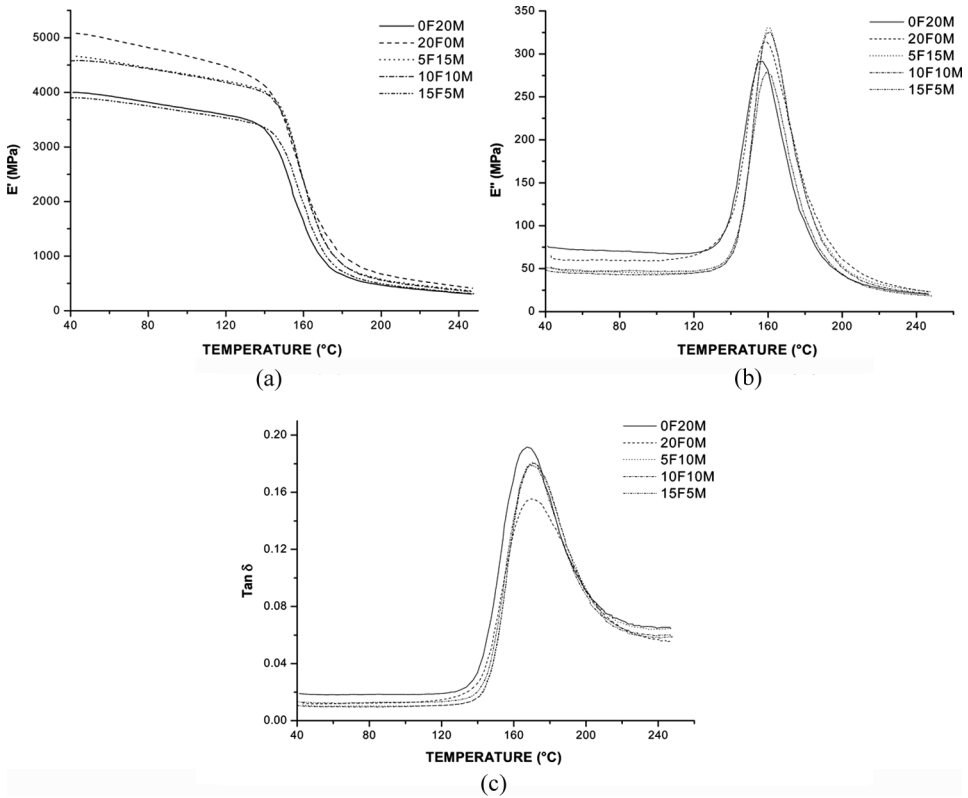 0F20M
20F0M
5F15M
10F10M
15F5M
5000
4000
3000
2000
1000
0
E' (MPa)
40 80 120 160 200 240
TEMPERATURE (°C)
(a)
0F20M
20F0M
5F15M
10F10M
15F5M
350
300
250
200
150
100
50
0
E'' (MPa)
40 80 120 160 200 240
TEMPERATURE (°C)
(b)
0F20M
20F0M
5F10M
10F10M
15F5M
0.20
0.16
0.12
0.08
0.04
0.00
Tan δ
40 80 120 160 200 240
TEMPERATURE (°C)
(c)